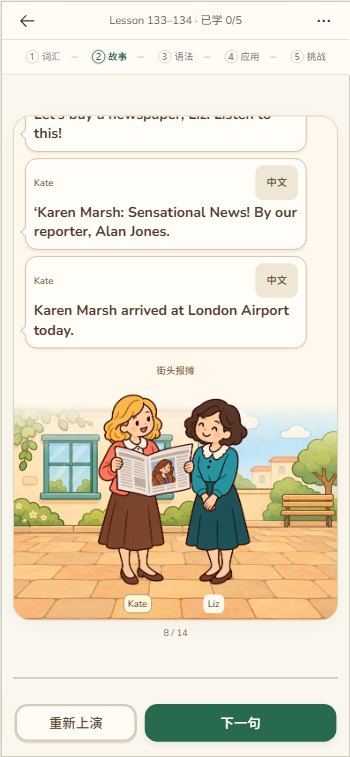 Lesson 133–134 · 已学 0/5
1 词汇 – 2 故事 – 3 语法 – 4 应用 – 5 挑战
Let's buy a newspaper, Liz. Listen to
this!
Kate
中文
‘Karen Marsh: Sensational News! By our
reporter, Alan Jones.
Kate
中文
Karen Marsh arrived at London Airport
today.
街头报摊
Kate
Liz
8 / 14
重新上演
下一句